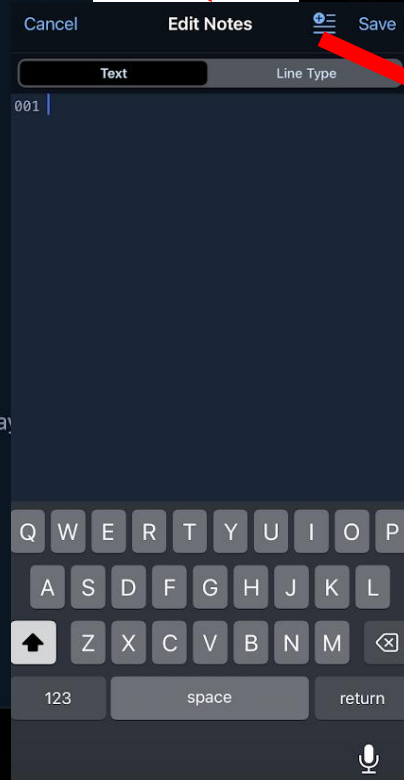 Cancel Edit Notes Save
Text Line Type
001
Q W E R T Y U I O P
A S D F G H J K L
Z X C V B N M
123 space return